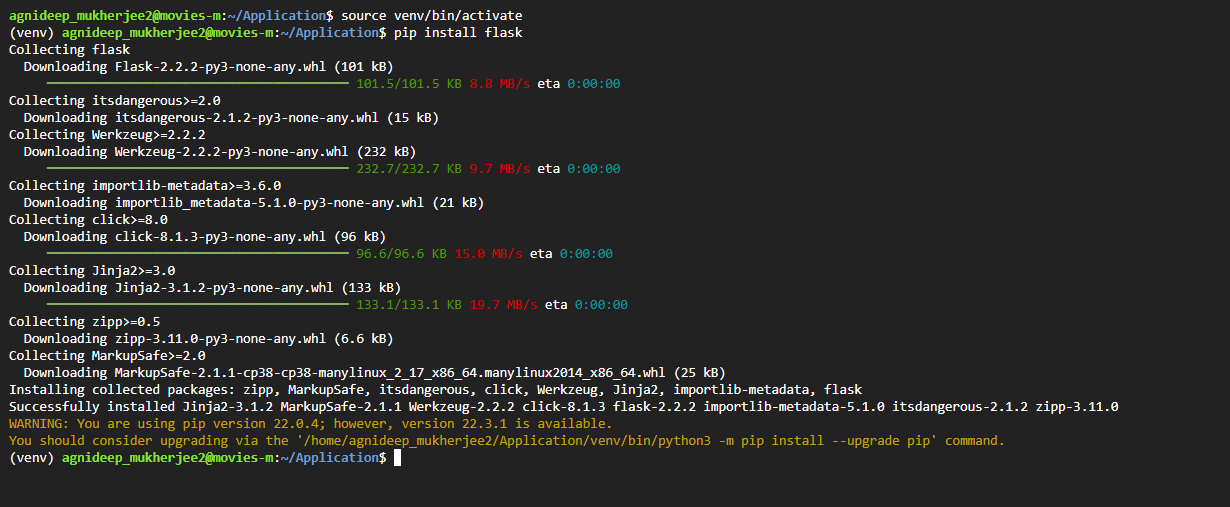 agnideep_mukherjee2@movies-m:~/Application$ source venv/bin/activate
(venv) agnideep_mukherjee2@movies-m:~/Application$ pip install flask
Collecting flask
  Downloading Flask-2.2.2-py3-none-any.whl (101 kB)
     ━━━━━━━━━━━━━━━━━━━━━━━━━━━━━━━━━━━━━━━━ 101.5/101.5 KB 8.8 MB/s eta 0:00:00
Collecting itsdangerous>=2.0
  Downloading itsdangerous-2.1.2-py3-none-any.whl (15 kB)
Collecting Werkzeug>=2.2.2
  Downloading Werkzeug-2.2.2-py3-none-any.whl (232 kB)
     ━━━━━━━━━━━━━━━━━━━━━━━━━━━━━━━━━━━━━━━━ 232.7/232.7 KB 9.7 MB/s eta 0:00:00
Collecting importlib-metadata>=3.6.0
  Downloading importlib_metadata-5.1.0-py3-none-any.whl (21 kB)
Collecting click>=8.0
  Downloading click-8.1.3-py3-none-any.whl (96 kB)
     ━━━━━━━━━━━━━━━━━━━━━━━━━━━━━━━━━━━━━━━━ 96.6/96.6 KB 15.0 MB/s eta 0:00:00
Collecting Jinja2>=3.0
  Downloading Jinja2-3.1.2-py3-none-any.whl (133 kB)
     ━━━━━━━━━━━━━━━━━━━━━━━━━━━━━━━━━━━━━━━━ 133.1/133.1 KB 19.7 MB/s eta 0:00:00
Collecting zipp>=0.5
  Downloading zipp-3.11.0-py3-none-any.whl (6.6 kB)
Collecting MarkupSafe>=2.0
  Downloading MarkupSafe-2.1.1-cp38-cp38-manylinux_2_17_x86_64.manylinux2014_x86_64.whl (25 kB)
Installing collected packages: zipp, MarkupSafe, itsdangerous, click, Werkzeug, Jinja2, importlib-metadata, flask
Successfully installed Jinja2-3.1.2 MarkupSafe-2.1.1 Werkzeug-2.2.2 click-8.1.3 flask-2.2.2 importlib-metadata-5.1.0 itsdangerous-2.1.2 zipp-3.11.0
WARNING: You are using pip version 22.0.4; however, version 22.3.1 is available.
You should consider upgrading via the '/home/agnideep_mukherjee2/Application/venv/bin/python3 -m pip install --upgrade pip' command.
(venv) agnideep_mukherjee2@movies-m:~/Application$